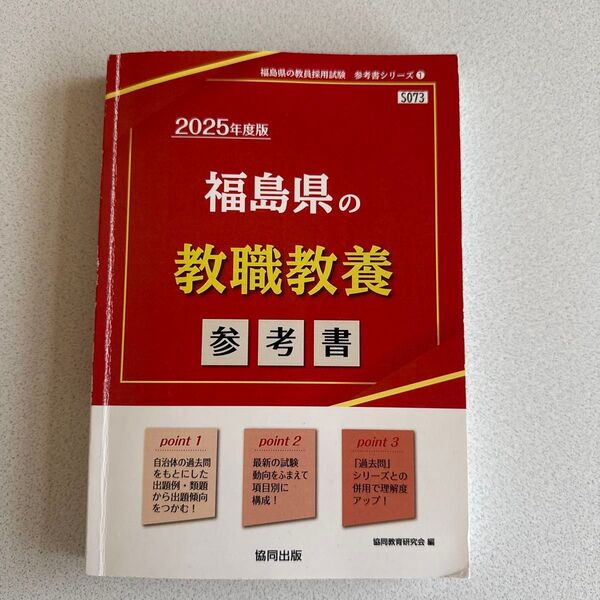 福島県の教員採用試験 参考書シリーズ❶
S073
2025年度版
福島県の
教職教養
参考書
point 1
自治体の過去問
をもとにした
出題例・類題
から出題傾向
をつかむ！
point 2
最新の試験
動向をふまえて
項目別に
構成！
point 3
「過去問」
シリーズとの
併用で理解度
アップ！
協同教育研究会 編
協同出版